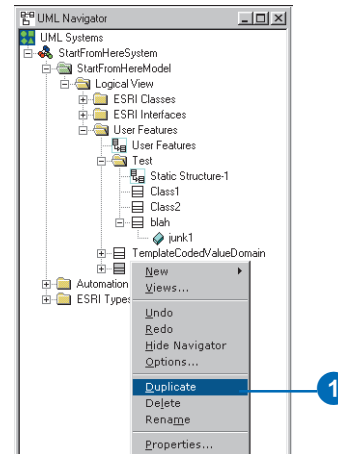 UML Navigator
UML Systems
StartFromHereSystem
StartFromHereModel
Logical View
ESRI Classes
ESRI Interfaces
User Features
User Features
Test
Static Structure-1
Class1
Class2
blah
junk1
TemplateCodedValueDomain
Automation
ESRI Types
New
Views...
Undo
Redo
Hide Navigator
Options...
Duplicate
Delete
Rename
Properties...
1